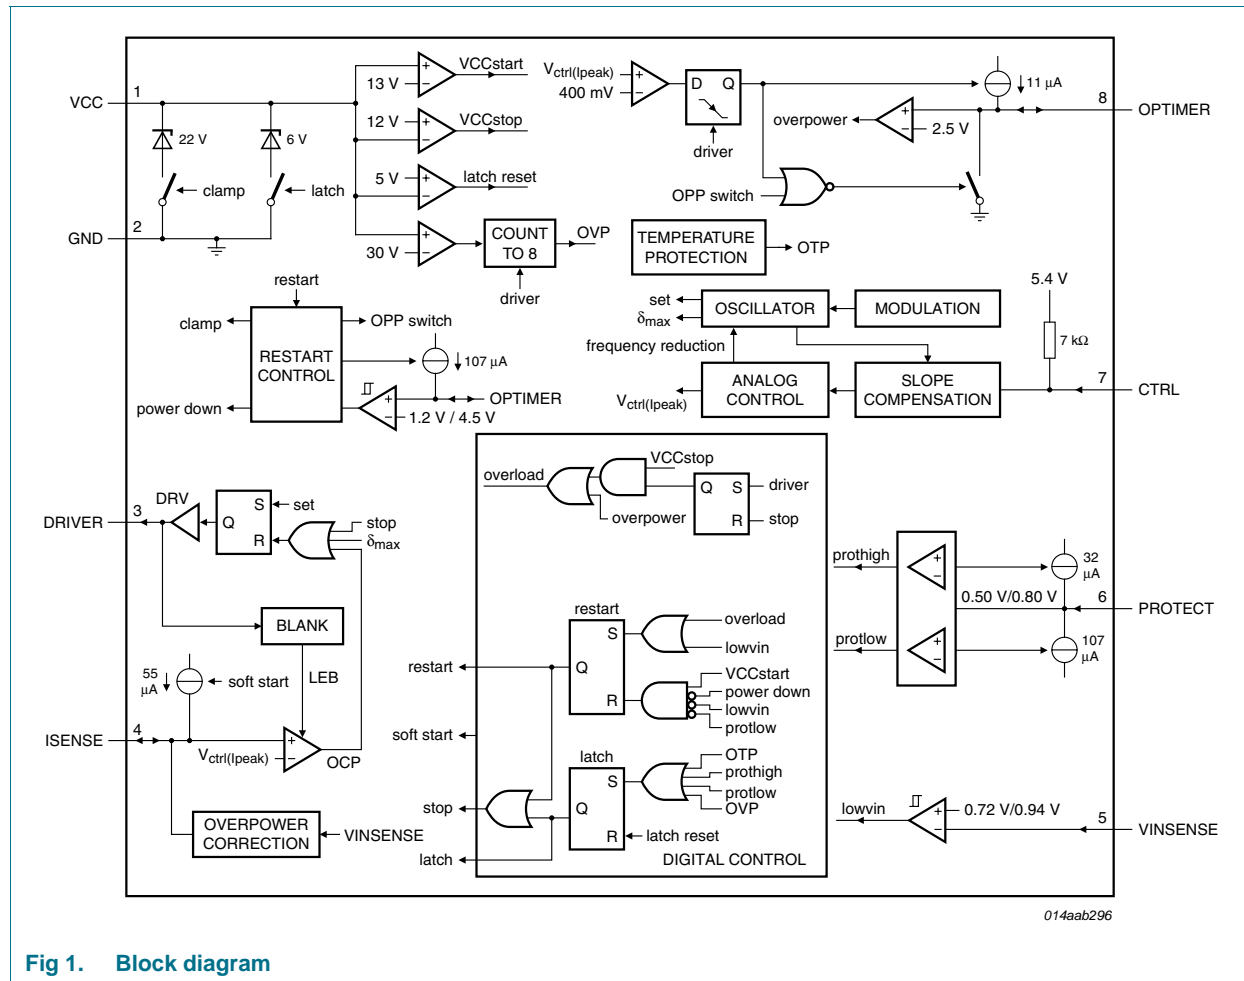 VCC
1
22 V
clamp
6 V
latch
GND
2
+
−
13 V
VCCstart
12 V
+
−
VCCstop
5 V
+
−
latch reset
+
−
30 V
COUNT
TO 8
OVP
driver
Vctrl(Ipeak)
400 mV
+
−
D Q
driver
11 μA
8
OPTIMER
overpower
+
−
2.5 V
OPP switch
TEMPERATURE
PROTECTION
OTP
restart
clamp
OPP switch
RESTART
CONTROL
107 μA
power down
+
−
OPTIMER
1.2 V / 4.5 V
set
δmax
OSCILLATOR
MODULATION
5.4 V
7 kΩ
frequency reduction
Vctrl(Ipeak)
ANALOG
CONTROL
SLOPE
COMPENSATION
7
CTRL
overload
VCCstop
overpower
Q S
R
driver
stop
DRV
3
DRIVER
Q
S
R
set
stop
δmax
BLANK
LEB
55
μA
soft start
4
ISENSE
Vctrl(Ipeak)
+
−
OCP
OVERPOWER
CORRECTION
VINSENSE
restart
S
Q
R
overload
lowvin
VCCstart
power down
lowvin
protlow
restart
soft start
latch
S
Q
R
OTP
prothigh
protlow
OVP
latch reset
stop
latch
DIGITAL CONTROL
prothigh
+
−
32
μA
0.50 V/0.80 V
6
PROTECT
protlow
+
−
107
μA
lowvin
+
−
0.72 V/0.94 V
5
VINSENSE
014aab296
Fig 1. Block diagram